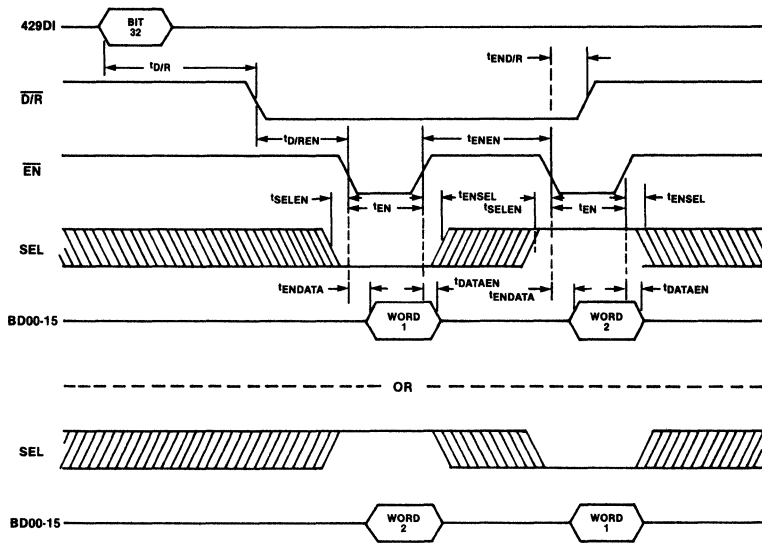 429DI
BIT
32
tD/R
tEND/R
D/R
tD/REN
tENEN
EN
tSELEN
tEN
tENSEL
tSELEN
tEN
tENSEL
SEL
tENDATA
tDATAEN
tENDATA
tDATAEN
BD00-15
WORD
1
WORD
2
OR
SEL
BD00-15
WORD
2
WORD
1